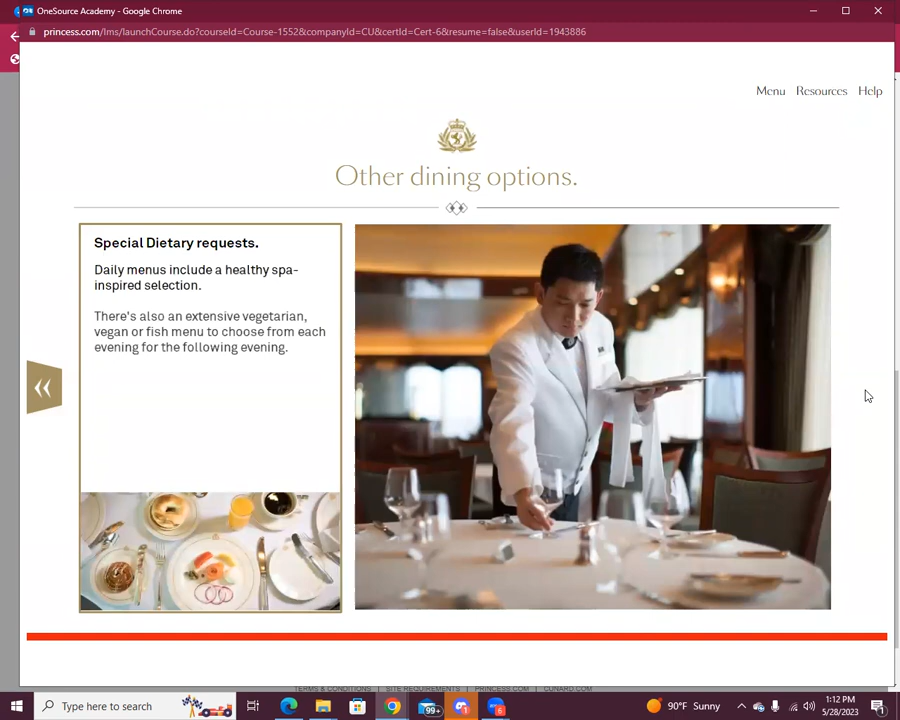 OneSource Academy - Google Chrome
princess.com/lms/launchCourse.do?courseId=Course-1552&companyId=CU&certId=Cert-6&resume=false&userId=1943886
Menu Resources Help
Other dining options.
Special Dietary requests.
Daily menus include a healthy spa-
inspired selection.
There's also an extensive vegetarian,
vegan or fish menu to choose from each
evening for the following evening.
TERMS & CONDITIONS | SITE REQUIREMENTS | PRINCESS.COM | CUNARD.COM
Type here to search
99+
6
90°F Sunny
1:12 PM
5/28/2023
1